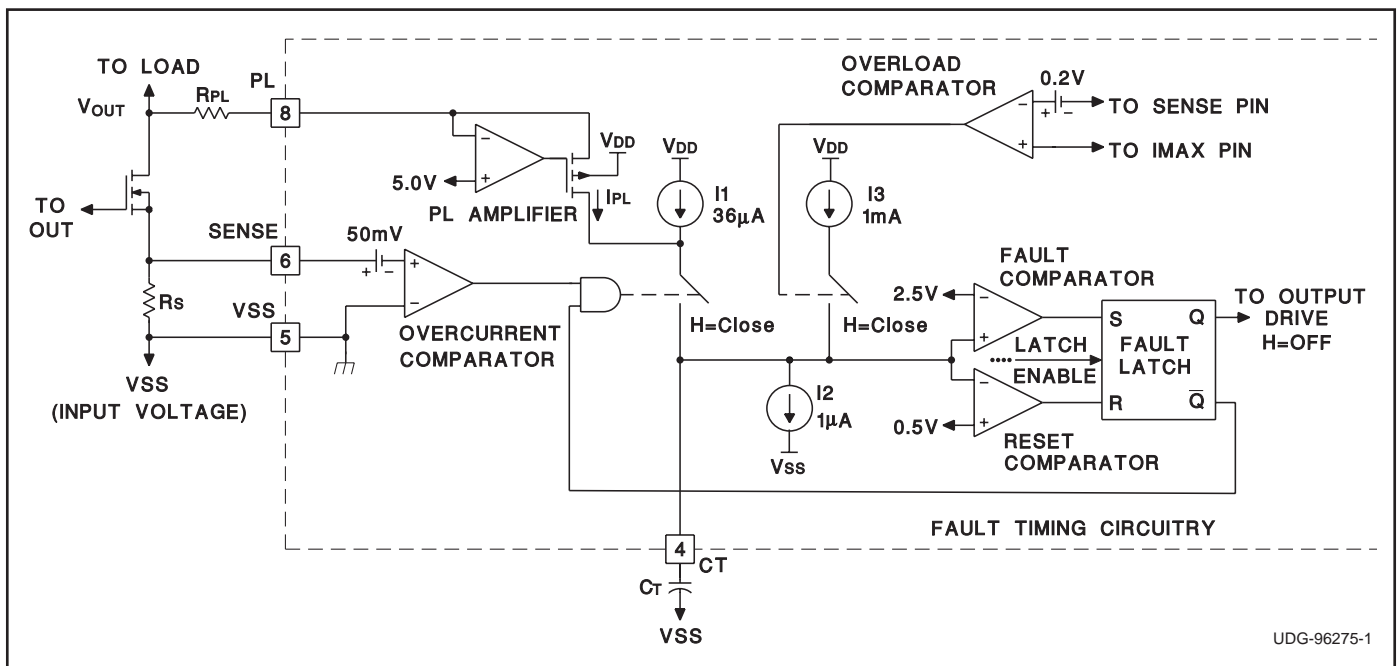 TO LOAD
VOUT
RPL
PL
8
VDD
5.0V
PL AMPLIFIER
IPL
VDD
I1
36µA
VDD
I3
1mA
OVERLOAD
COMPARATOR
0.2V
+ -
TO SENSE PIN
TO IMAX PIN
-
+
-
+
TO
OUT
SENSE
6
50mV
+ -
+
-
RS
VSS
5
OVERCURRENT
COMPARATOR
VSS
(INPUT VOLTAGE)
H=Close
H=Close
FAULT
COMPARATOR
2.5V
-
+
LATCH
ENABLE
S
Q
FAULT
LATCH
R
Q
TO OUTPUT
DRIVE
H=OFF
I2
1µA
VSS
0.5V
-
+
RESET
COMPARATOR
FAULT TIMING CIRCUITRY
4
CT
CT
VSS
UDG-96275-1